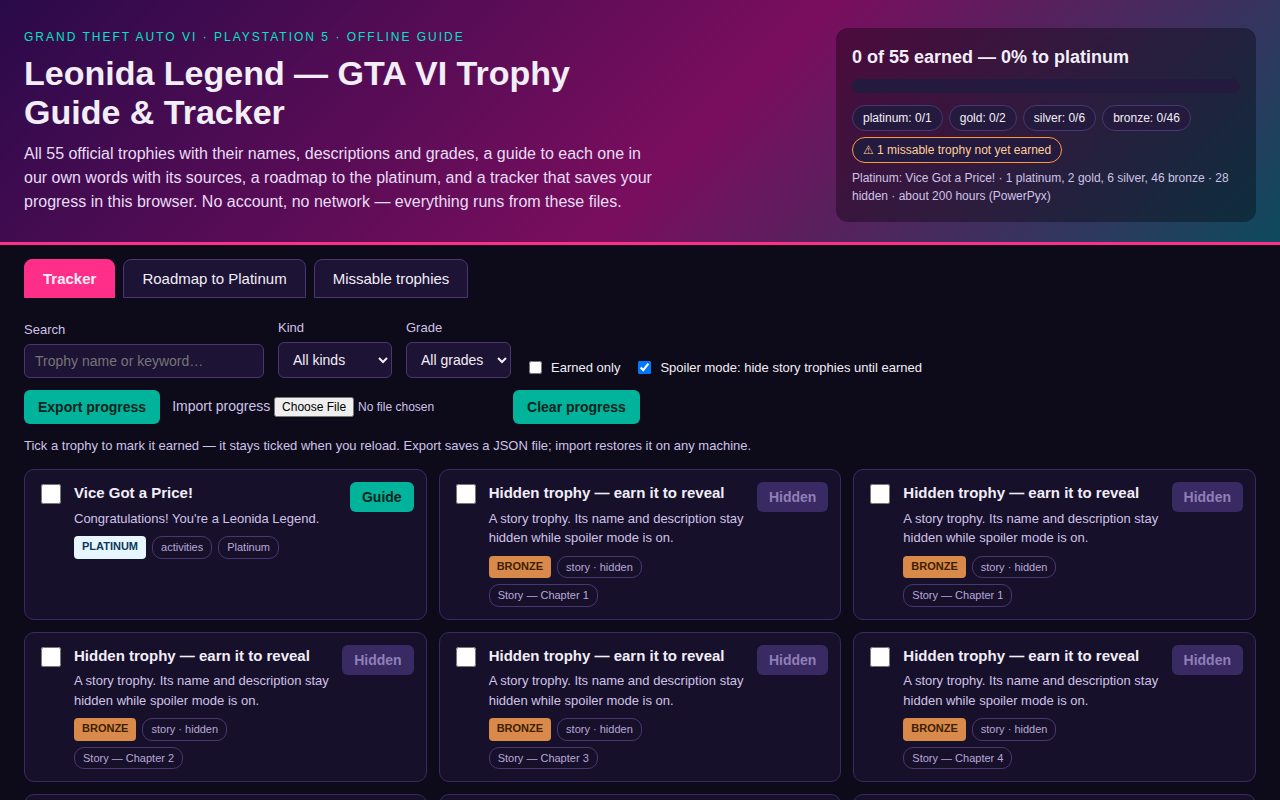 GRAND THEFT AUTO VI · PLAYSTATION 5 · OFFLINE GUIDE
Leonida Legend — GTA VI Trophy
Guide & Tracker
All 55 official trophies with their names, descriptions and grades, a guide to each one in
our own words with its sources, a roadmap to the platinum, and a tracker that saves your
progress in this browser. No account, no network — everything runs from these files.
0 of 55 earned — 0% to platinum
platinum: 0/1
gold: 0/2
silver: 0/6
bronze: 0/46
⚠ 1 missable trophy not yet earned
Platinum: Vice Got a Price! · 1 platinum, 2 gold, 6 silver, 46 bronze · 28
hidden · about 200 hours (PowerPyx)
Tracker
Roadmap to Platinum
Missable trophies
Search
Trophy name or keyword…
Kind
All kinds
Grade
All grades
Earned only
Spoiler mode: hide story trophies until earned
Export progress
Import progress
Choose File
No file chosen
Clear progress
Tick a trophy to mark it earned — it stays ticked when you reload. Export saves a JSON file; import restores it on any machine.
Vice Got a Price!
Guide
Congratulations! You're a Leonida Legend.
PLATINUM
activities
Platinum
Hidden trophy — earn it to reveal
Hidden
A story trophy. Its name and description stay
hidden while spoiler mode is on.
BRONZE
story · hidden
Story — Chapter 1
Hidden trophy — earn it to reveal
Hidden
A story trophy. Its name and description stay
hidden while spoiler mode is on.
BRONZE
story · hidden
Story — Chapter 1
Hidden trophy — earn it to reveal
Hidden
A story trophy. Its name and description stay
hidden while spoiler mode is on.
BRONZE
story · hidden
Story — Chapter 2
Hidden trophy — earn it to reveal
Hidden
A story trophy. Its name and description stay
hidden while spoiler mode is on.
BRONZE
story · hidden
Story — Chapter 3
Hidden trophy — earn it to reveal
Hidden
A story trophy. Its name and description stay
hidden while spoiler mode is on.
BRONZE
story · hidden
Story — Chapter 4